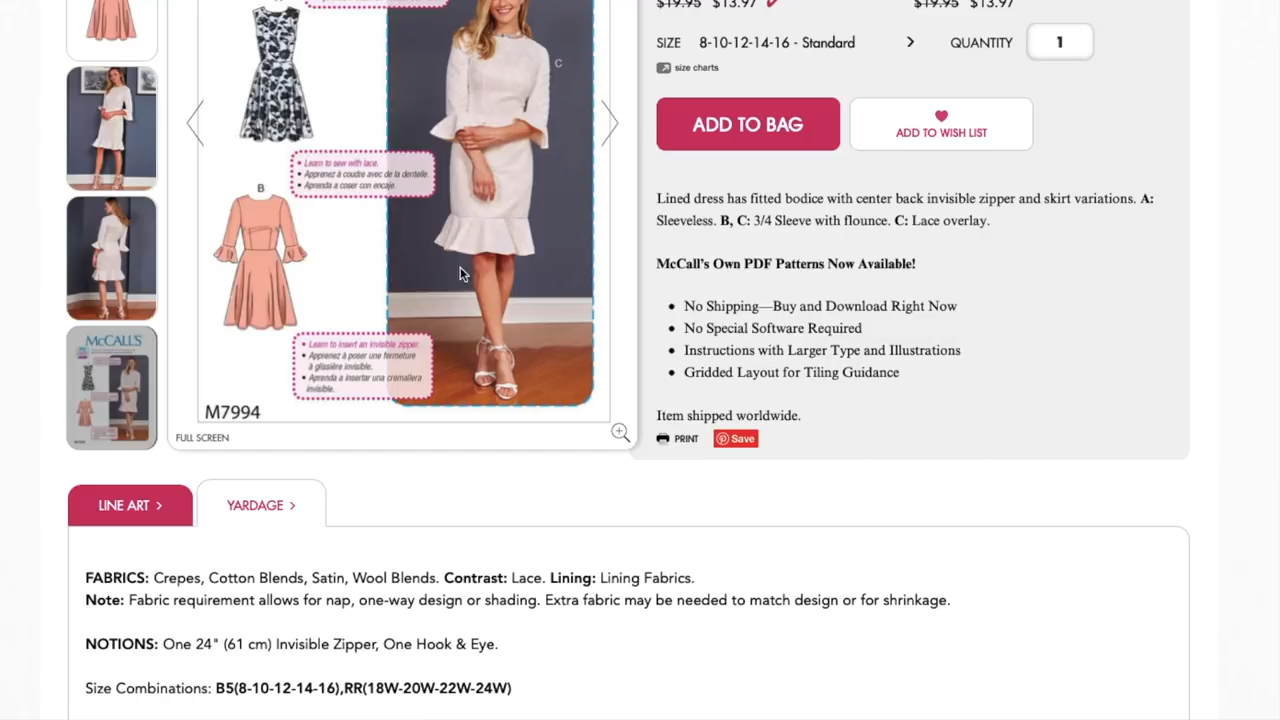 $19.95 $13.97 $19.95 $13.97
SIZE 8-10-12-14-16 - Standard > QUANTITY 1
size charts
ADD TO BAG
ADD TO WISH LIST
C
• Learn to sew with lace.
• Apprenez à coudre avec de la dentelle.
• Aprenda a coser con encaje.
B
Lined dress has fitted bodice with center back invisible zipper and skirt variations. A:
Sleeveless. B, C: 3/4 Sleeve with flounce. C: Lace overlay.
McCall's Own PDF Patterns Now Available!
• No Shipping—Buy and Download Right Now
• No Special Software Required
• Instructions with Larger Type and Illustrations
• Gridded Layout for Tiling Guidance
• Learn to insert an invisible zipper.
• Apprenez à poser une fermeture
à glissière invisible.
• Aprenda a insertar una cremallera
invisible.
M7994
McCALL'S
FULL SCREEN
Item shipped worldwide.
PRINT Save
LINE ART > YARDAGE >
FABRICS: Crepes, Cotton Blends, Satin, Wool Blends. Contrast: Lace. Lining: Lining Fabrics.
Note: Fabric requirement allows for nap, one-way design or shading. Extra fabric may be needed to match design or for shrinkage.
NOTIONS: One 24" (61 cm) Invisible Zipper, One Hook & Eye.
Size Combinations: B5(8-10-12-14-16),RR(18W-20W-22W-24W)